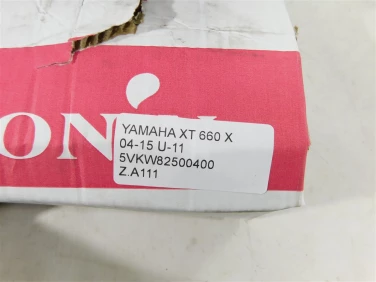 YAMAHA XT 660 X
04-15 U-11
5VKW82500400
Z.A111